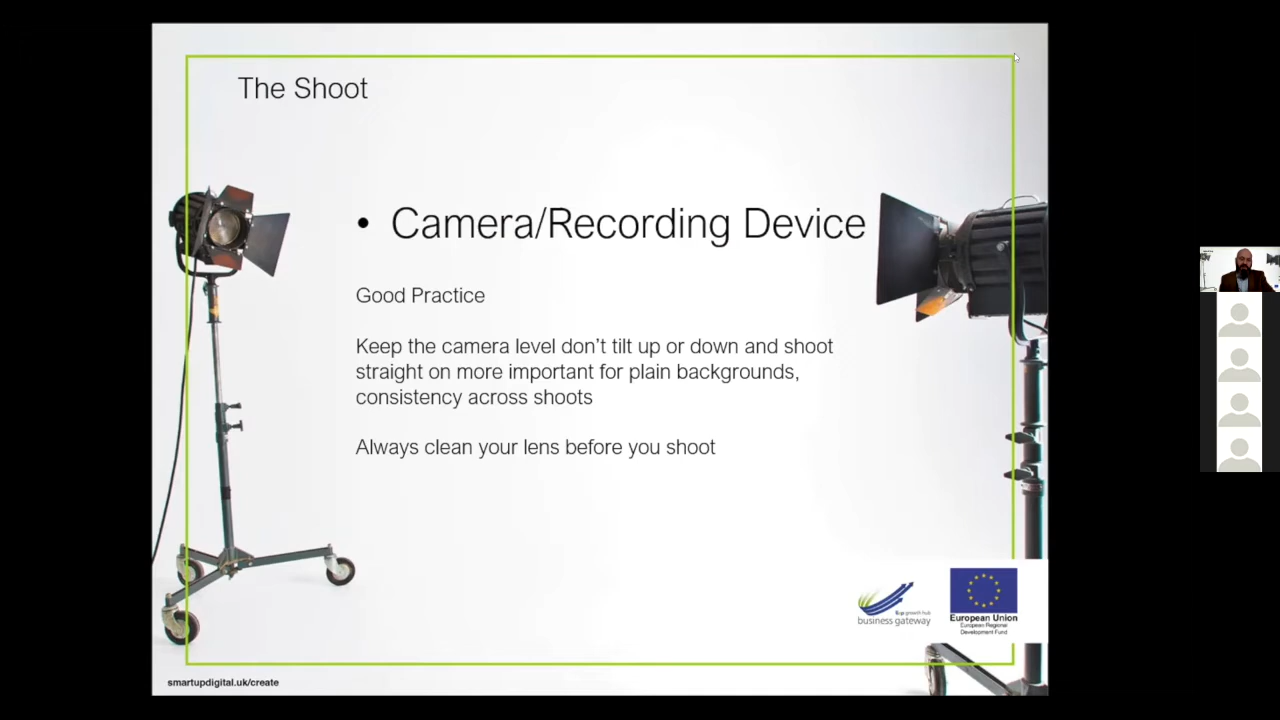 The Shoot
• Camera/Recording Device
Good Practice
Keep the camera level don’t tilt up or down and shoot
straight on more important for plain backgrounds,
consistency across shoots
Always clean your lens before you shoot
growth hub
business gateway
European Union
European Regional
Development Fund
smartupdigital.uk/create